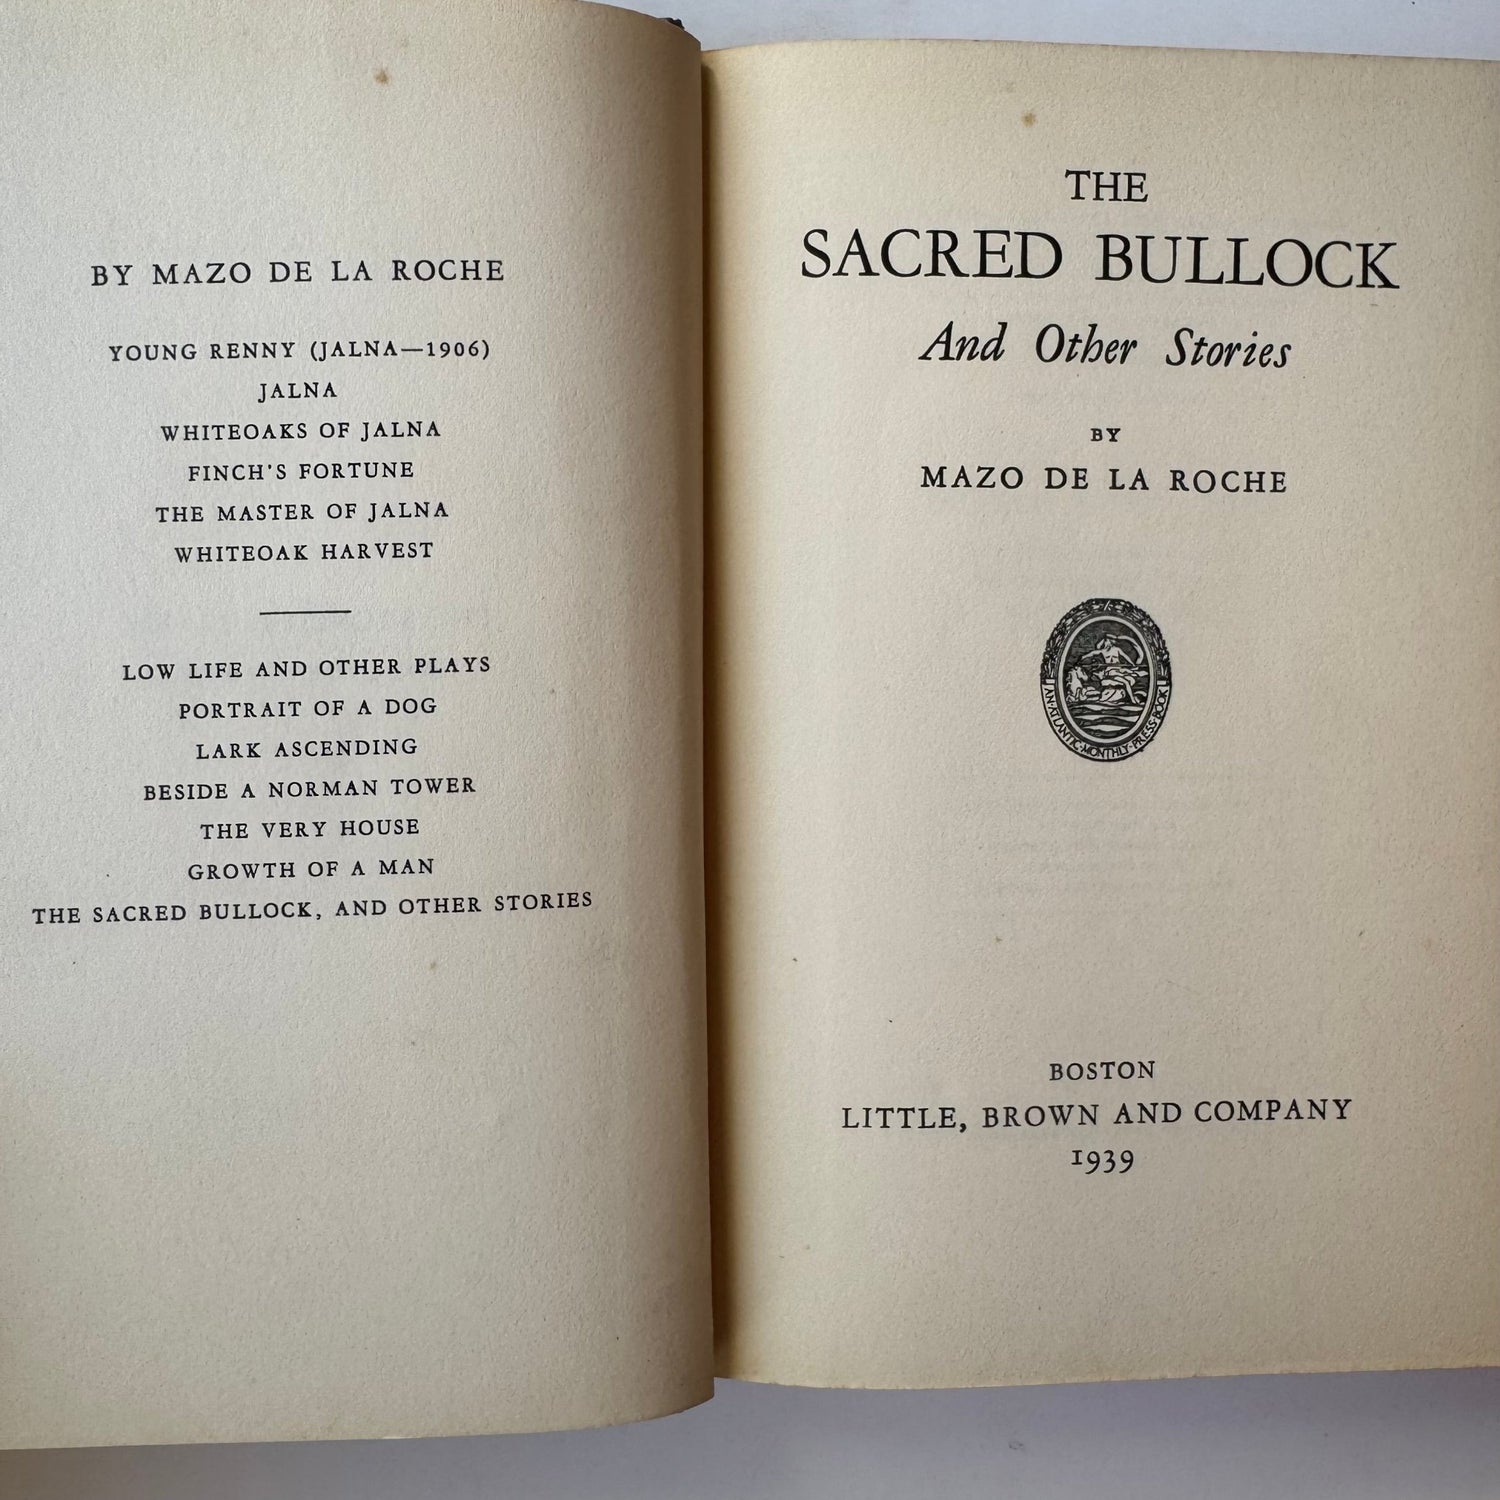 BY MAZO DE LA ROCHE
YOUNG RENNY (JALNA—1906)
JALNA
WHITEOAKS OF JALNA
FINCH'S FORTUNE
THE MASTER OF JALNA
WHITEOAK HARVEST
LOW LIFE AND OTHER PLAYS
PORTRAIT OF A DOG
LARK ASCENDING
BESIDE A NORMAN TOWER
THE VERY HOUSE
GROWTH OF A MAN
THE SACRED BULLOCK, AND OTHER STORIES
THE
SACRED BULLOCK
And Other Stories
BY
MAZO DE LA ROCHE
AN·ATLANTIC·MONTHLY·PRESS·BOOK
BOSTON
LITTLE, BROWN AND COMPANY
1939